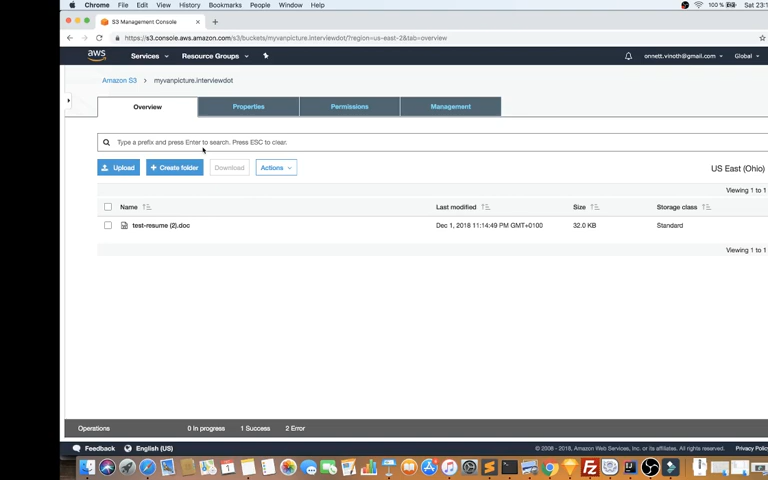 Chrome File Edit View History Bookmarks People Window Help 100 % Sat 23:1
S3 Management Console
https://s3.console.aws.amazon.com/s3/buckets/myvanpicture.interviewdot/?region=us-east-2&tab=overview
aws Services Resource Groups onnett.vinoth@gmail.com Global
Amazon S3 myvanpicture.interviewdot
Overview Properties Permissions Management
Type a prefix and press Enter to search. Press ESC to clear.
Upload + Create folder Download Actions US East (Ohio)
Viewing 1 to 1
Name Last modified Size Storage class
test-resume (2).doc Dec 1, 2018 11:14:49 PM GMT+0100 32.0 KB Standard
Viewing 1 to 1
Operations 0 In progress 1 Success 2 Error
Feedback English (US) © 2008 - 2018, Amazon Web Services, Inc. or its affiliates. All rights reserved. Privacy Polic